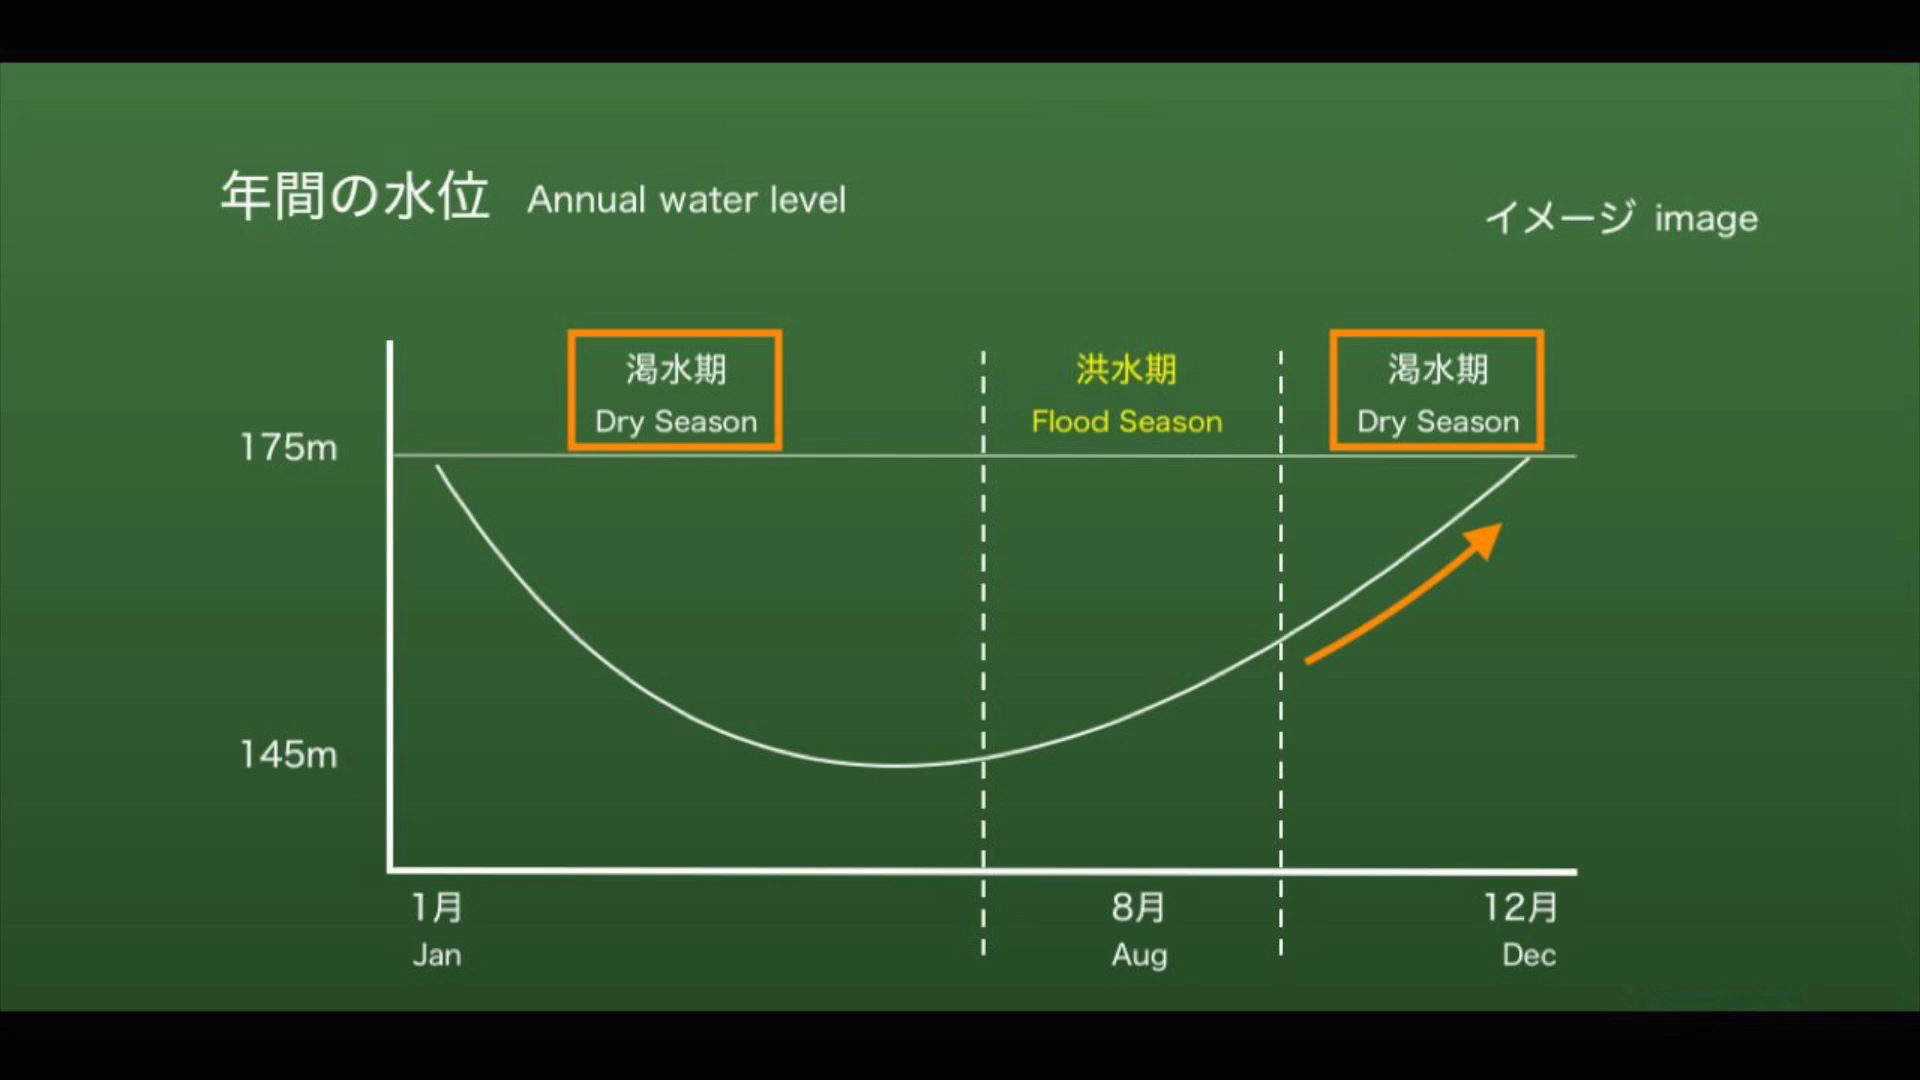 年間の水位 Annual water level
イメージ image
渇水期
Dry Season
洪水期
Flood Season
渇水期
Dry Season
175m
145m
1月
Jan
8月
Aug
12月
Dec